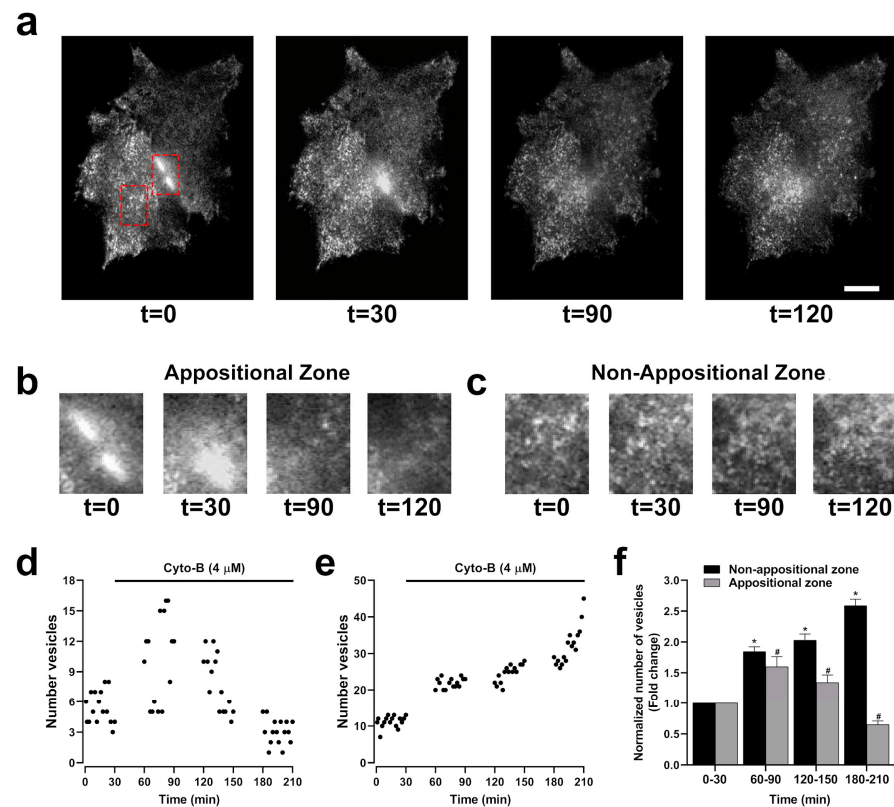 a
t=0
t=30
t=90
t=120
b
Appositional Zone
t=0
t=30
t=90
t=120
c
Non-Appositional Zone
t=0
t=30
t=90
t=120
d
Cyto-B (4 μM)
Number vesicles
18
15
12
9
6
3
0
0 30 60 90 120 150 180 210
Time (min)
e
Cyto-B (4 μM)
Number vesicles
50
40
30
20
10
0
0 30 60 90 120 150 180 210
Time (min)
f
Non-appositional zone
Appositional zone
Normalized number of vesicles
(Fold change)
3.0
2.5
2.0
1.5
1.0
0.5
0.0
* # * # * #
0-30 60-90 120-150 180-210
Time (min)